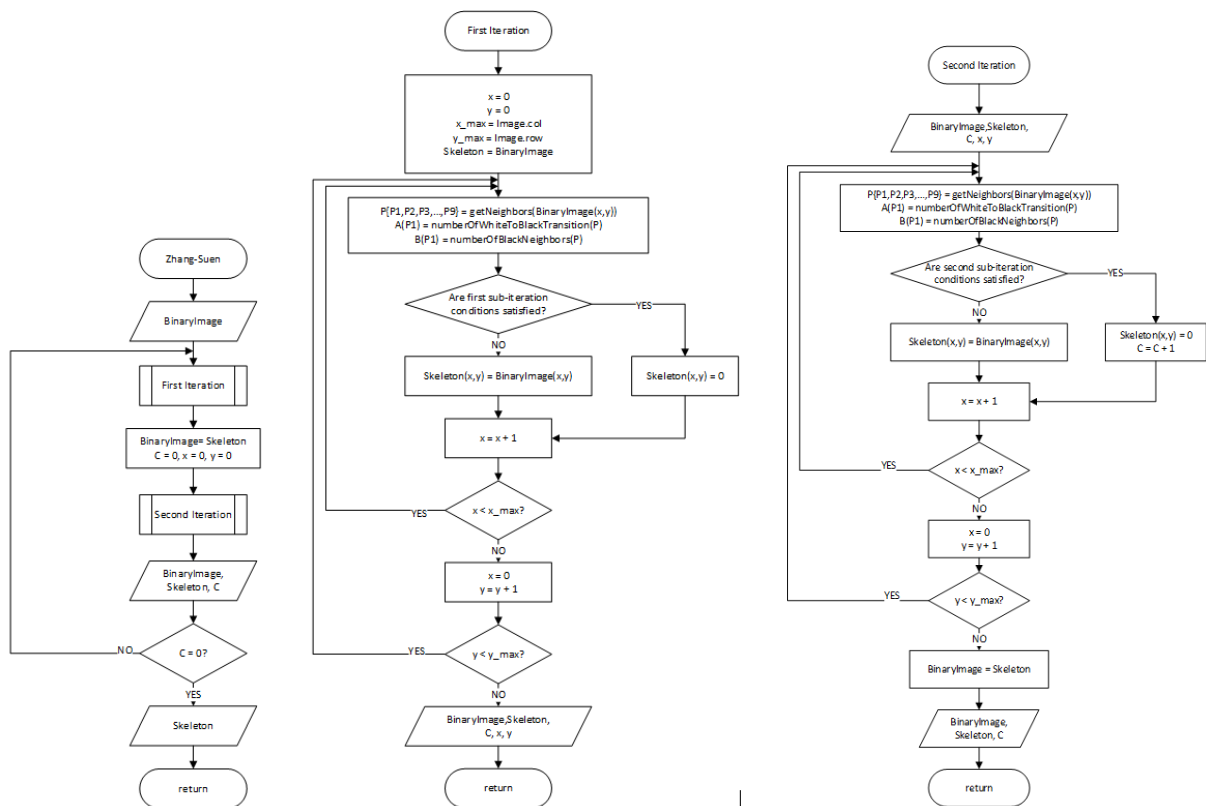 Zhang-Suen
BinaryImage
First Iteration
BinaryImage= Skeleton
C = 0, x = 0, y = 0
Second Iteration
BinaryImage,
Skeleton, C
C = 0?
NO
YES
Skeleton
return
First Iteration
x = 0
y = 0
x_max = Image.col
y_max = Image.row
Skeleton = BinaryImage
P{P1,P2,P3,...,P9} = getNeighbors(BinaryImage(x,y))
A(P1) = numberOfWhiteToBlackTransition(P)
B(P1) = numberOfBlackNeighbors(P)
Are first sub-iteration
conditions satisfied?
YES
NO
Skeleton(x,y) = BinaryImage(x,y)
Skeleton(x,y) = 0
x = x + 1
x < x_max?
YES
NO
x = 0
y = y + 1
y < y_max?
YES
NO
BinaryImage,Skeleton,
C, x, y
return
Second Iteration
BinaryImage,Skeleton,
C, x, y
P{P1,P2,P3,...,P9} = getNeighbors(BinaryImage(x,y))
A(P1) = numberOfWhiteToBlackTransition(P)
B(P1) = numberOfBlackNeighbors(P)
Are second sub-iteration
conditions satisfied?
YES
NO
Skeleton(x,y) = BinaryImage(x,y)
Skeleton(x,y) = 0
C = C + 1
x = x + 1
x < x_max?
YES
NO
x = 0
y = y + 1
y < y_max?
YES
NO
BinaryImage = Skeleton
BinaryImage,
Skeleton, C
return